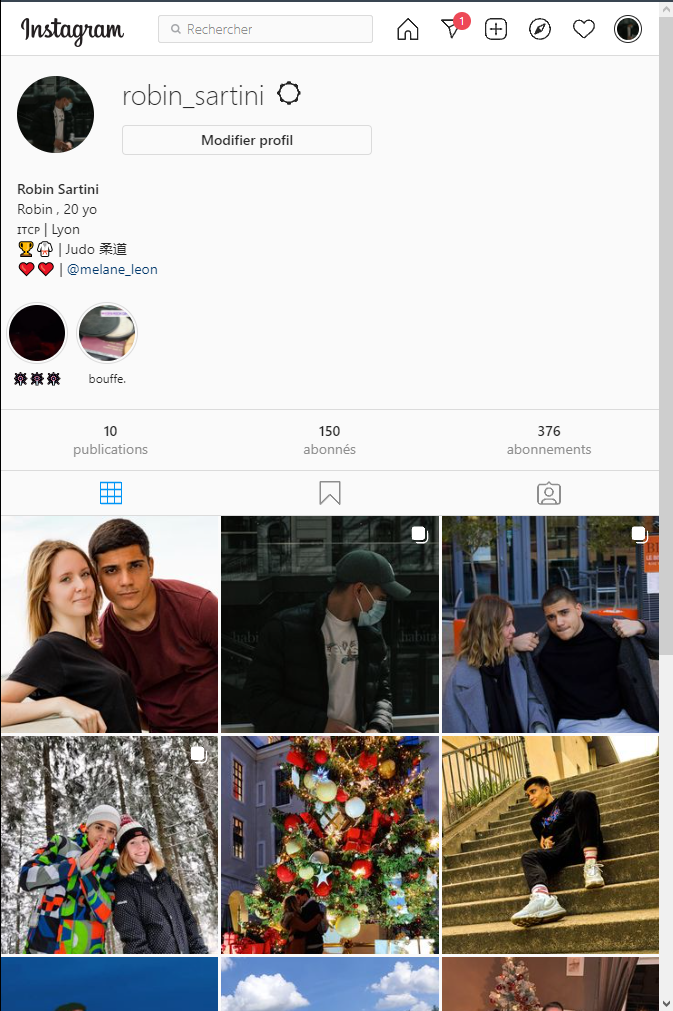 Instagram
Rechercher
1
robin_sartini
Modifier profil
Robin Sartini
Robin , 20 yo
ɪᴛᴄᴘ | Lyon
🏆🥋 | Judo 柔道
❤️❤️ | @melane_leon
bouffe.
10
publications
150
abonnés
376
abonnements